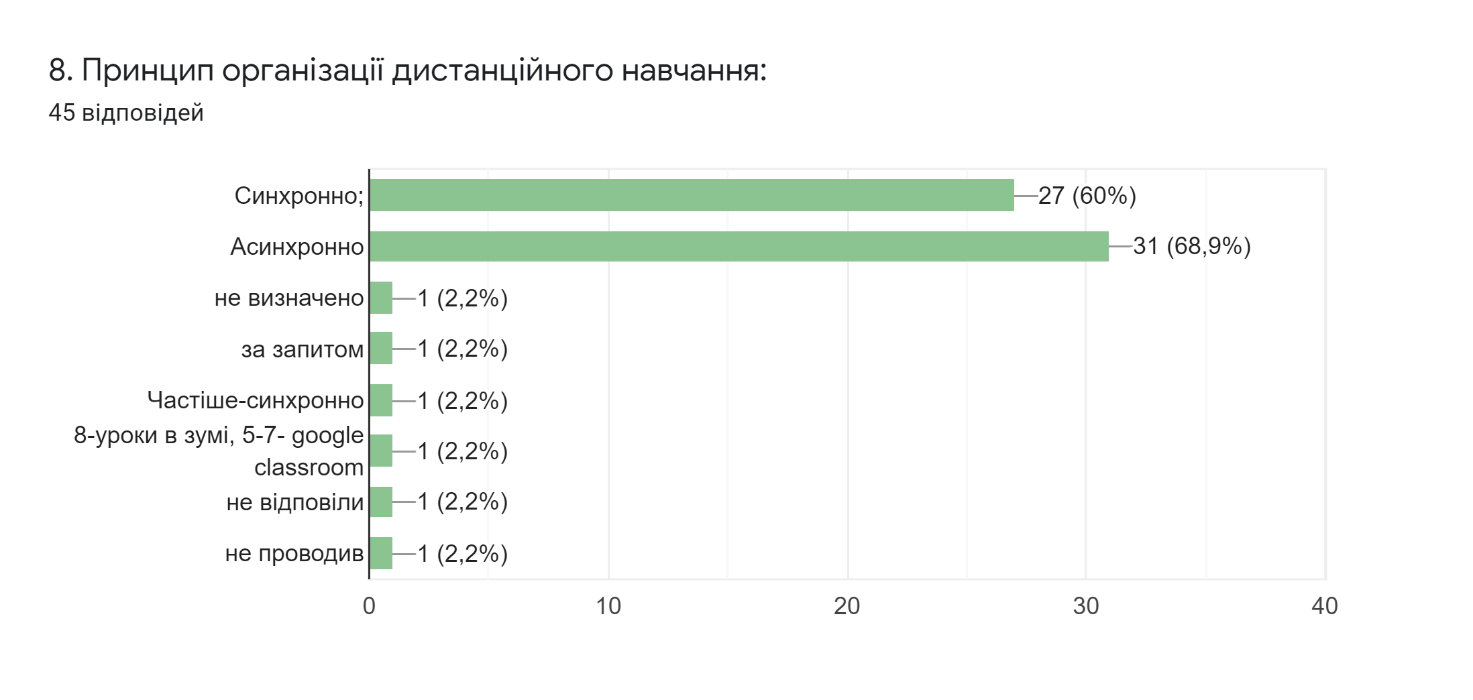 8. Принцип організації дистанційного навчання:
45 відповідей
Синхронно;
27 (60%)
Асинхронно
31 (68,9%)
не визначено
1 (2,2%)
за запитом
1 (2,2%)
Частіше-синхронно
1 (2,2%)
8-уроки в зумі, 5-7- google
classroom
1 (2,2%)
не відповіли
1 (2,2%)
не проводив
1 (2,2%)
0 10 20 30 40